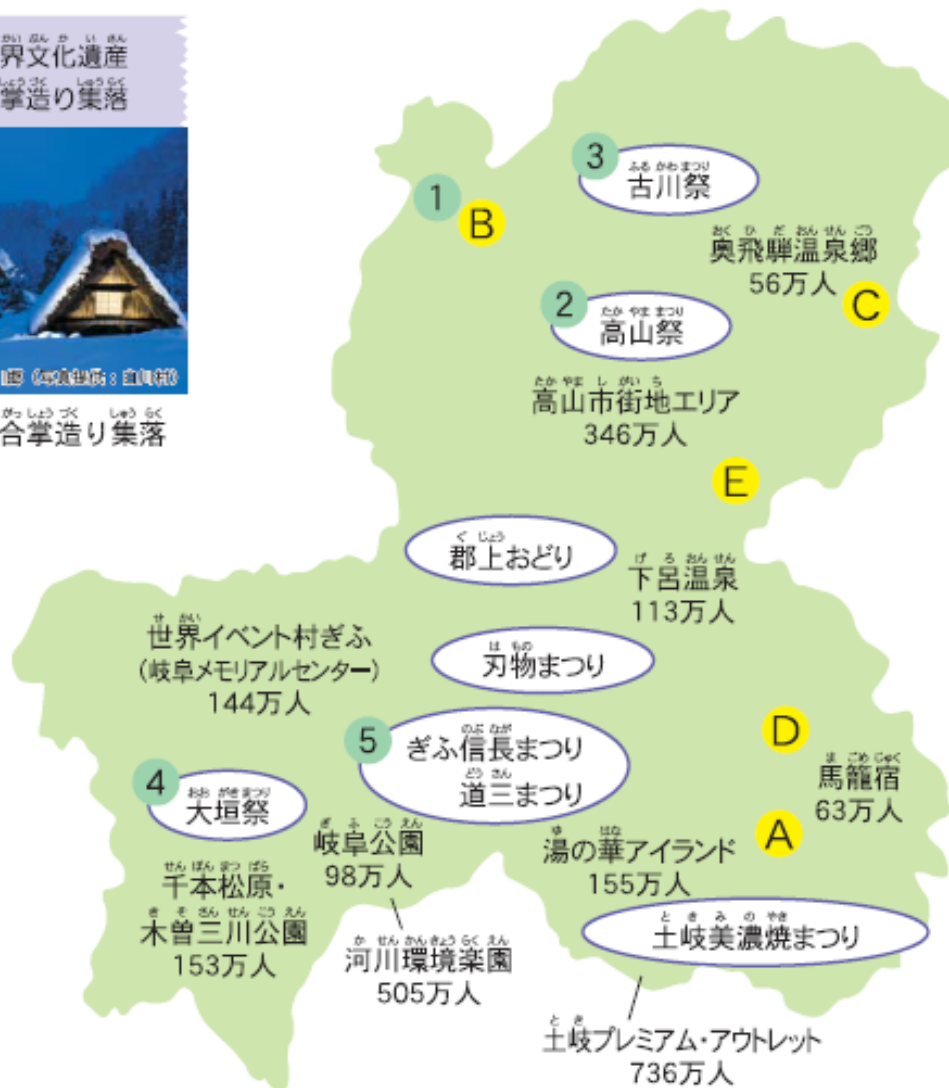 界文化遺産
掌造り集落
合掌造り集落
1
B
3
古川祭
奥飛騨温泉郷
56万人
C
2
高山祭
高山市街地エリア
346万人
E
郡上おどり
下呂温泉
113万人
世界イベント村ぎふ
(岐阜メモリアルセンター)
144万人
刃物まつり
5
ぎふ信長まつり
道三まつり
D
馬籠宿
63万人
4
大垣祭
岐阜公園
98万人
湯の華アイランド
155万人
A
千本松原・
木曽三川公園
153万人
河川環境楽園
505万人
土岐美濃焼まつり
土岐プレミアム・アウトレット
736万人